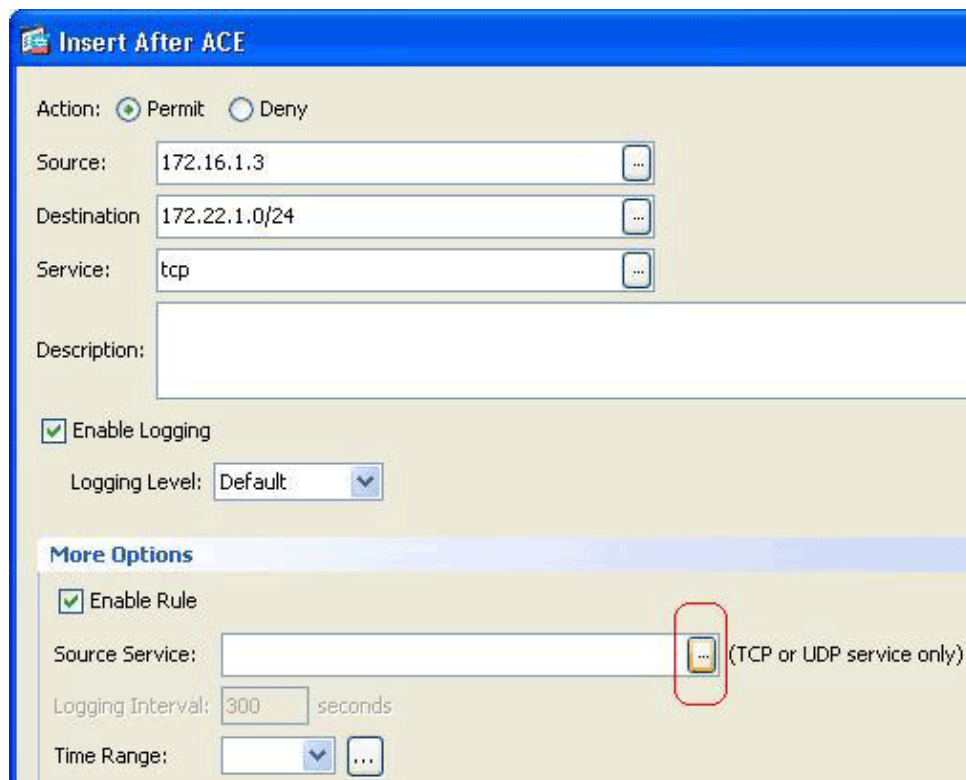 Insert After ACE
Action: Permit Deny
Source: 172.16.1.3 ...
Destination 172.22.1.0/24 ...
Service: tcp ...
Description:
Enable Logging
Logging Level: Default
More Options
Enable Rule
Source Service: ... (TCP or UDP service only)
Logging Interval: 300 seconds
Time Range: ...